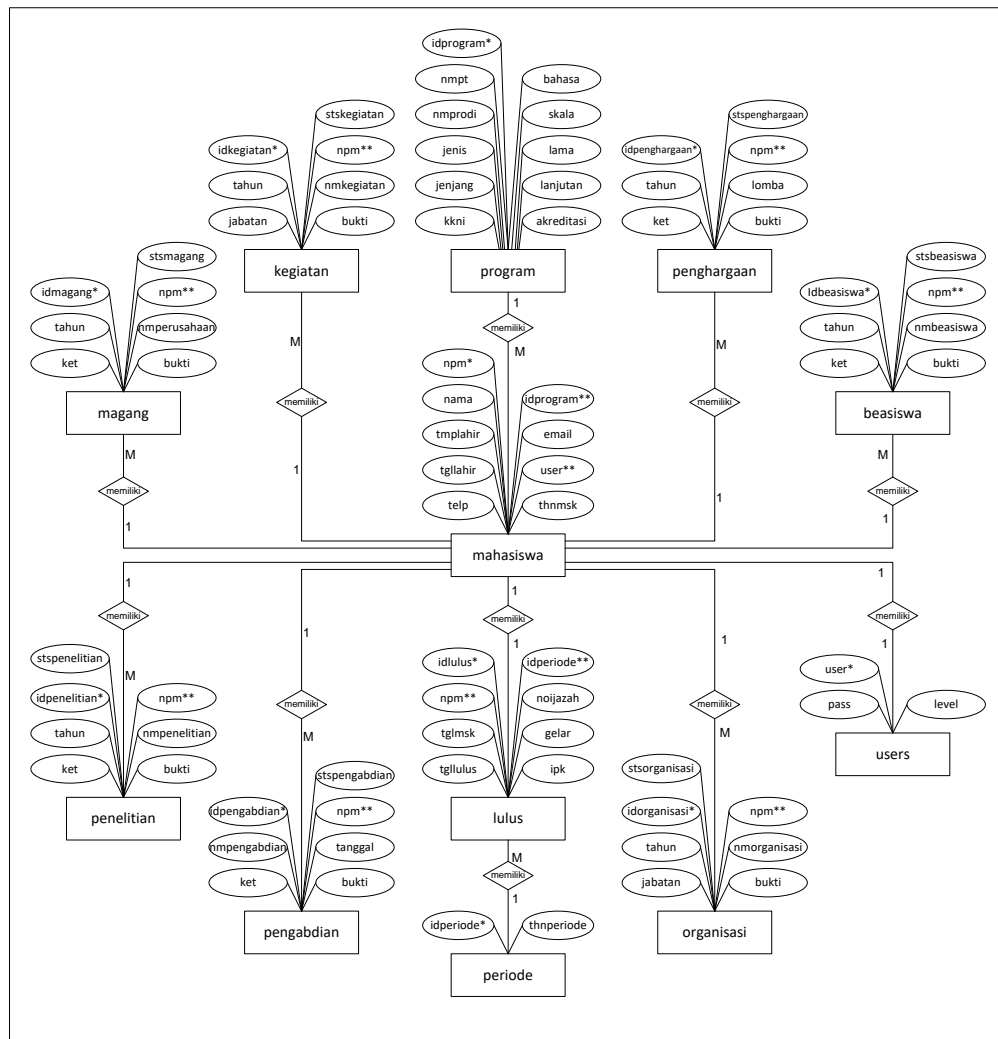 idprogram*
nmpt
bahasa
stskegiatan
nmprodi
skala
stspenghargaan
idkegiatan*
npm**
jenis
lama
idpenghargaan*
npm**
tahun
nmkegiatan
jenjang
lanjutan
tahun
lomba
jabatan
bukti
kkni
akreditasi
ket
bukti
stsmagang
kegiatan
program
penghargaan
stsbeasiswa
idmagang*
npm**
1
Idbeasiswa*
npm**
tahun
nmperusahaan
M
memiliki
M
tahun
nmbeasiswa
ket
bukti
M
npm*
ket
bukti
magang
memiliki
nama
idprogram**
memiliki
beasiswa
M
tmplahir
email
M
memiliki
1
tgllahir
user**
1
memiliki
1
telp
thnmsk
1
mahasiswa
1
1
1
memiliki
1
memiliki
1
memiliki
stspenelitian
M
idlulus*
idperiode**
user*
1
idpenelitian*
npm**
memiliki
npm**
noijazah
memiliki
pass
level
tahun
nmpenelitian
M
tglmsk
gelar
M
users
ket
bukti
stspengabdian
tgllulus
ipk
stsorganisasi
penelitian
idpengabdian*
npm**
lulus
idorganisasi*
npm**
nmpengabdian
tanggal
M
tahun
nmorganisasi
ket
bukti
memiliki
jabatan
bukti
1
pengabdian
idperiode*
thnperiode
organisasi
periode